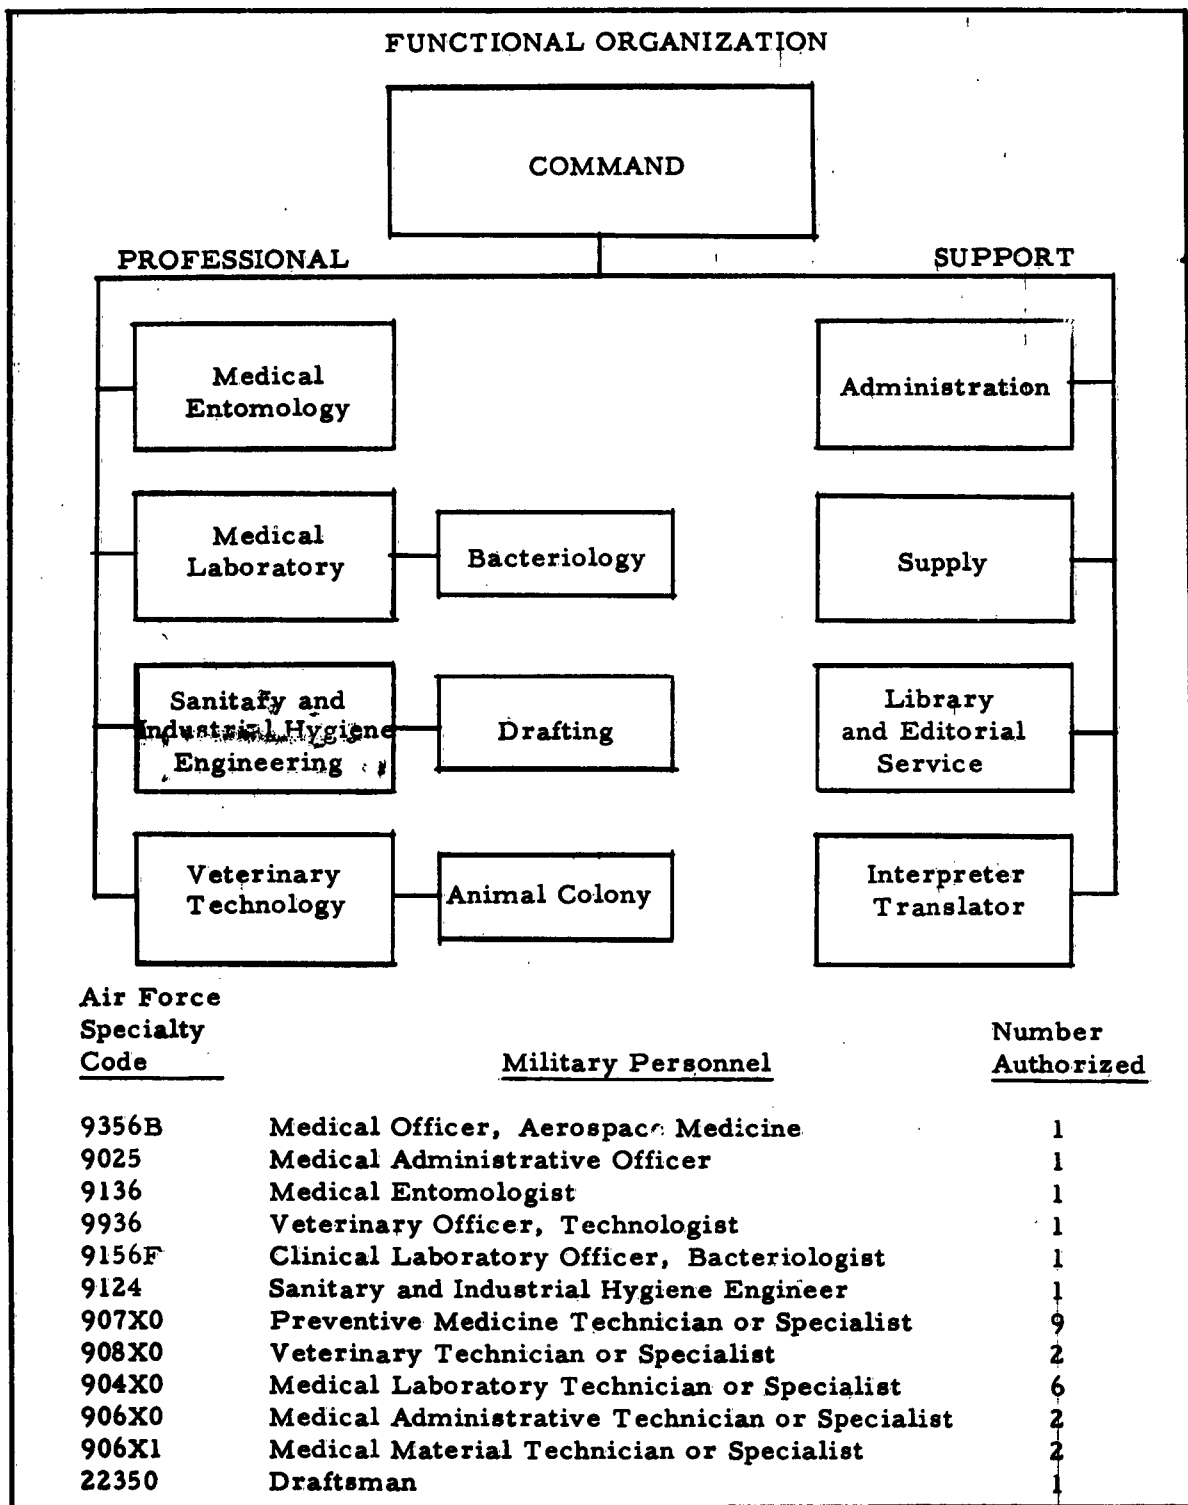 FUNCTIONAL ORGANIZATION
COMMAND
PROFESSIONAL
SUPPORT
Medical
Entomology
Administration
Medical
Laboratory
Bacteriology
Supply
Sanitary and
Industrial Hygiene
Engineering
Drafting
Library
and Editorial
Service
Veterinary
Technology
Animal Colony
Interpreter
Translator
Air Force
Specialty
Code
Military Personnel
Number
Authorized
9356B Medical Officer, Aerospace Medicine 1
9025 Medical Administrative Officer 1
9136 Medical Entomologist 1
9936 Veterinary Officer, Technologist 1
9156F Clinical Laboratory Officer, Bacteriologist 1
9124 Sanitary and Industrial Hygiene Engineer 1
907X0 Preventive Medicine Technician or Specialist 9
908X0 Veterinary Technician or Specialist 2
904X0 Medical Laboratory Technician or Specialist 6
906X0 Medical Administrative Technician or Specialist 2
906X1 Medical Material Technician or Specialist 2
22350 Draftsman 1